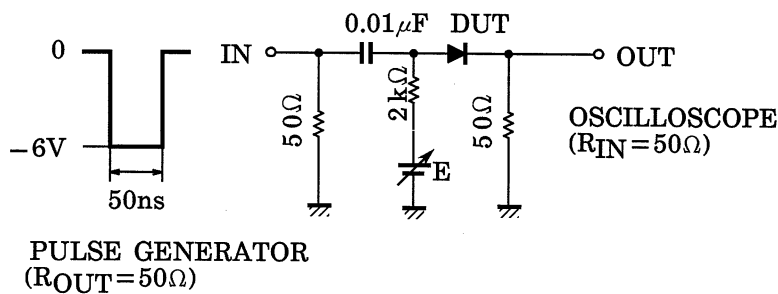 0
−6V
50ns
PULSE GENERATOR
(ROUT=50Ω)
IN
0.01μF
DUT
OUT
50Ω
2kΩ
50Ω
E
OSCILLOSCOPE
(RIN=50Ω)